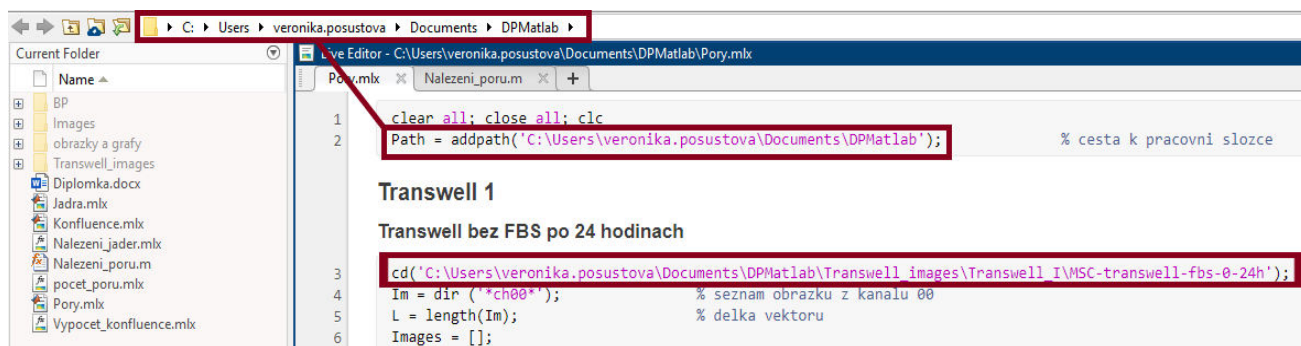 C: Users veronika.posustova Documents DPMatlab
Current Folder
Live Editor - C:\Users\veronika.posustova\Documents\DPMatlab\Pory.mlx
Name
Pory.mlx Nalezeni_poru.m +
BP
Images
obrazky a grafy
Transwell_images
Diplomka.docx
Jadra.mlx
Konfluence.mlx
Nalezeni_jader.mlx
Nalezeni_poru.m
pocet_poru.mlx
Pory.mlx
Vypocet_konfluence.mlx
1 clear all; close all; clc
2 Path = addpath('C:\Users\veronika.posustova\Documents\DPMatlab'); % cesta k pracovni slozce
Transwell 1
Transwell bez FBS po 24 hodinach
3 cd('C:\Users\veronika.posustova\Documents\DPMatlab\Transwell_images\Transwell_I\MSC-transwell-fbs-0-24h');
4 Im = dir ('*ch00*'); % seznam obrazku z kanalu 00
5 L = length(Im); % delka vektoru
6 Images = [];